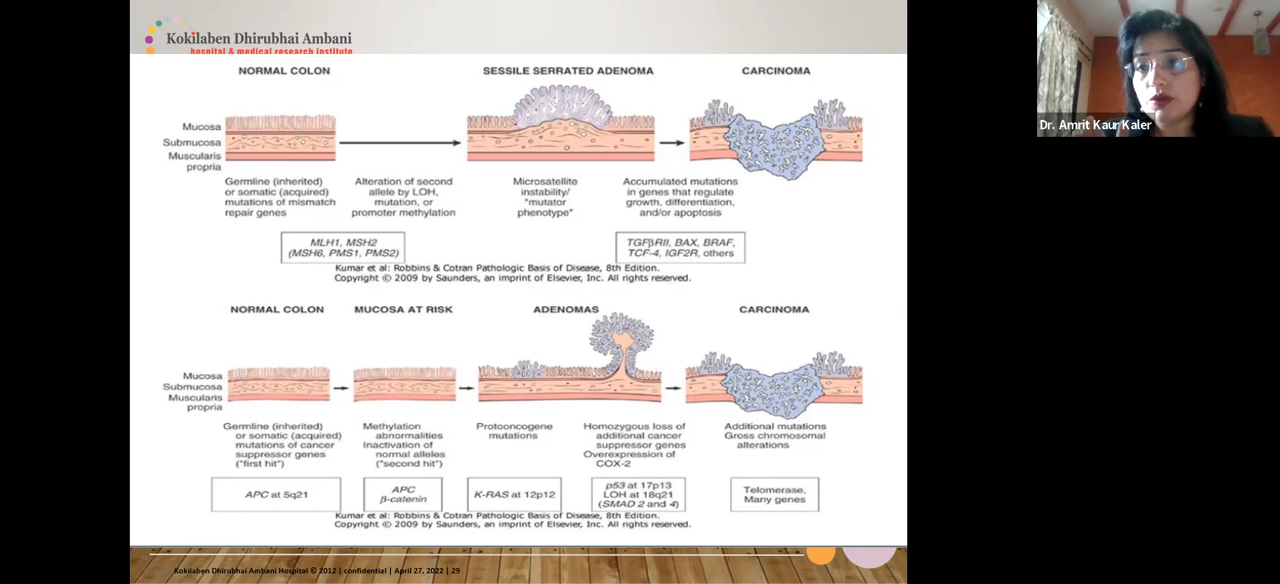 Kokilaben Dhirubhai Ambani
hospital & medical research institute
Dr. Amrit Kaur Kaler
NORMAL COLON
SESSILE SERRATED ADENOMA
CARCINOMA
Mucosa
Submucosa
Muscularis
propria
Germline (inherited)
or somatic (acquired)
mutations of mismatch
repair genes
Alteration of second
allele by LOH,
mutation, or
promoter methylation
Microsatellite
instability/
"mutator
phenotype"
Accumulated mutations
in genes that regulate
growth, differentiation,
and/or apoptosis
MLH1, MSH2
(MSH6, PMS1, PMS2)
TGFβRII, BAX, BRAF,
TCF-4, IGF2R, others
Kumar et al: Robbins & Cotran Pathologic Basis of Disease, 8th Edition.
Copyright © 2009 by Saunders, an imprint of Elsevier, Inc. All rights reserved.
NORMAL COLON
MUCOSA AT RISK
ADENOMAS
CARCINOMA
Mucosa
Submucosa
Muscularis
propria
Germline (inherited)
or somatic (acquired)
mutations of cancer
suppressor genes
("first hit")
Methylation
abnormalities
Inactivation of
normal alleles
("second hit")
Protooncogene
mutations
Homozygous loss of
additional cancer
suppressor genes
Overexpression of
COX-2
Additional mutations
Gross chromosomal
alterations
APC at 5q21
APC
β-catenin
K-RAS at 12p12
p53 at 17p13
LOH at 18q21
(SMAD 2 and 4)
Telomerase,
Many genes
Kumar et al: Robbins & Cotran Pathologic Basis of Disease, 8th Edition.
Copyright © 2009 by Saunders, an imprint of Elsevier, Inc. All rights reserved.
Kokilaben Dhirubhai Ambani Hospital © 2012 | confidential | April 27, 2022 | 29